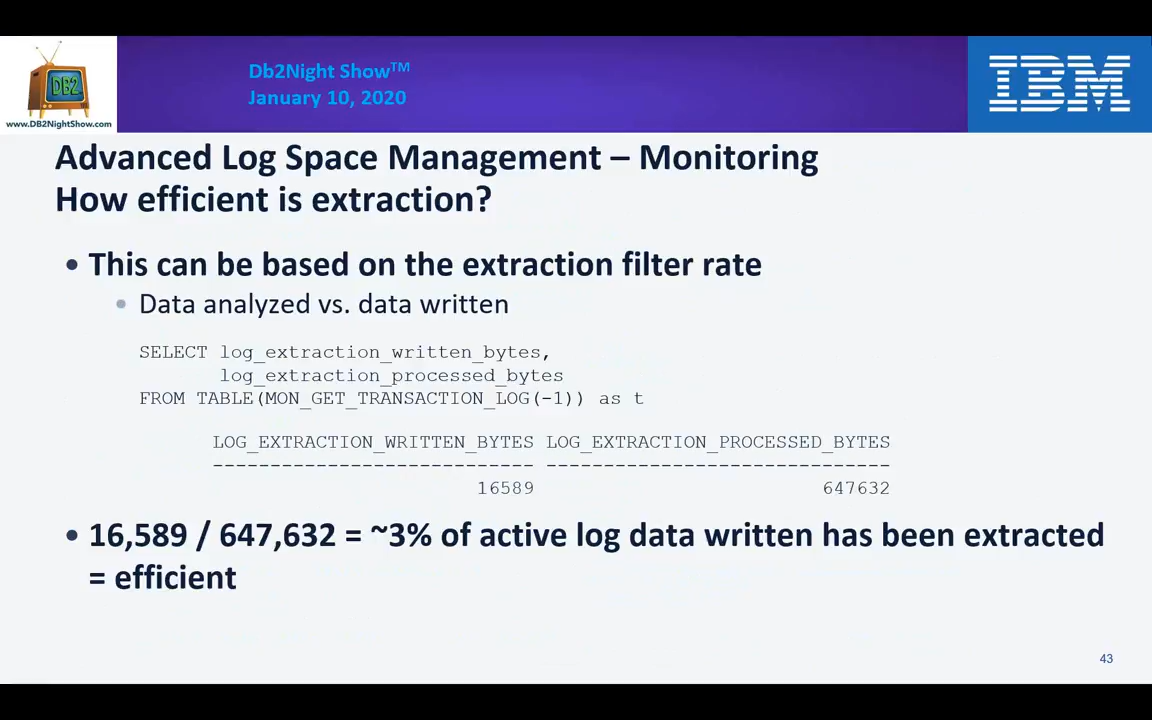 Db2Night Show™
January 10, 2020
DB2
www.DB2NightShow.com
IBM
Advanced Log Space Management – Monitoring
How efficient is extraction?
• This can be based on the extraction filter rate
• Data analyzed vs. data written
SELECT log_extraction_written_bytes,
log_extraction_processed_bytes
FROM TABLE(MON_GET_TRANSACTION_LOG(-1)) as t
LOG_EXTRACTION_WRITTEN_BYTES LOG_EXTRACTION_PROCESSED_BYTES
---------------------------- ------------------------------
16589 647632
• 16,589 / 647,632 = ~3% of active log data written has been extracted
= efficient
43